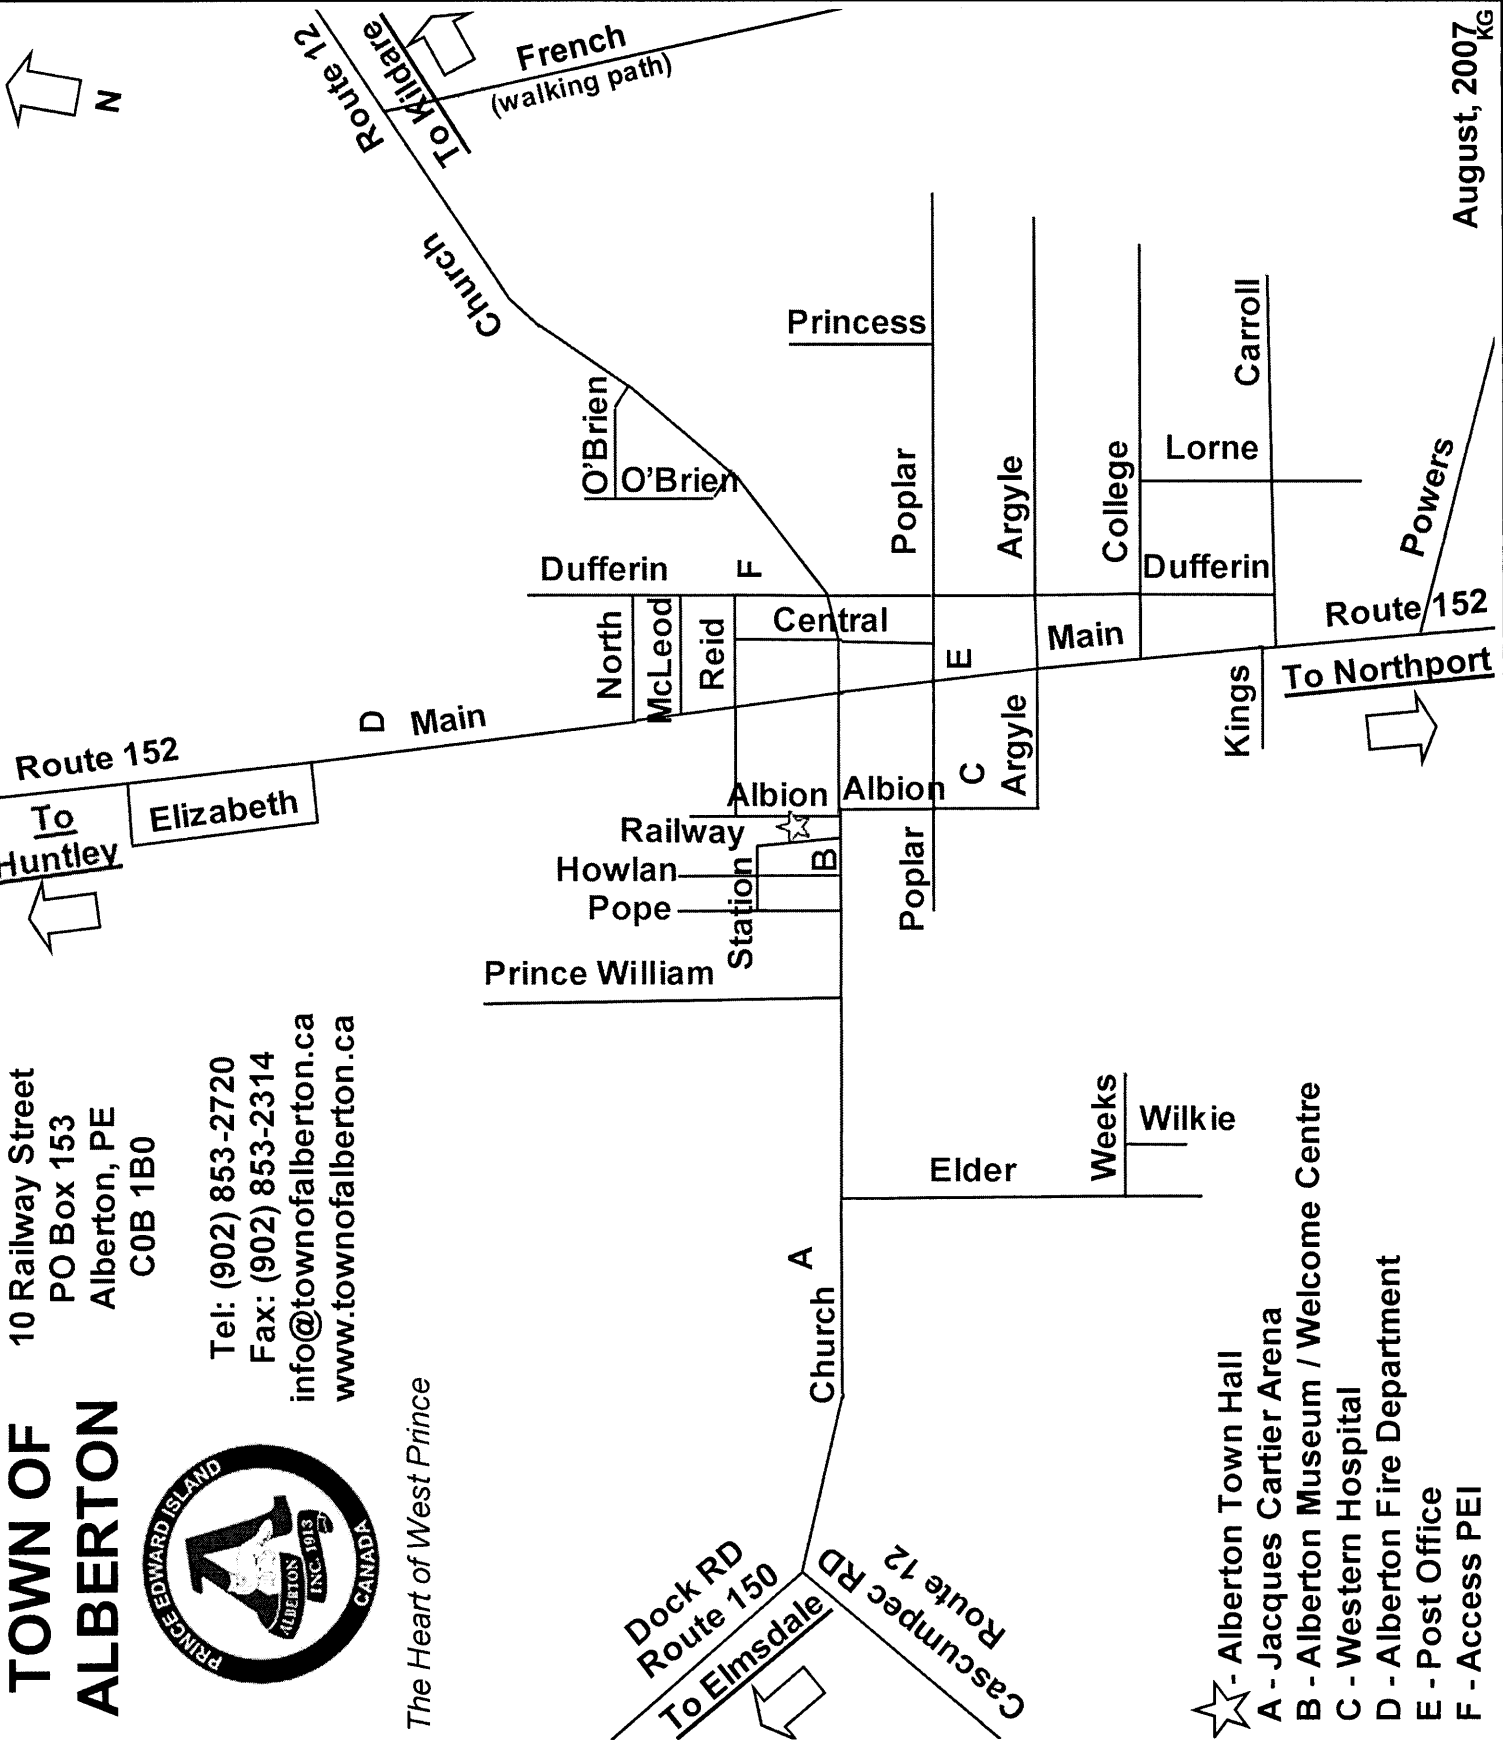 TOWN OF
ALBERTON
10 Railway Street
PO Box 153
Alberton, PE
C0B 1B0
Tel: (902) 853-2720
Fax: (902) 853-2314
info@townofalberton.ca
www.townofalberton.ca
PRINCE EDWARD ISLAND
ALBERTON
INC. 1913
CANADA
The Heart of West Prince
N
Route 152
To
Huntley
Elizabeth
D
Main
Route 12
To Kildare
French
(walking path)
Church
O'Brien
O'Brien
Dufferin
F
North
McLeod
Reid
Central
Princess
Poplar
Argyle
College
Lorne
Carroll
Dufferin
Powers
Route 152
To Northport
Main
E
Kings
Albion
Albion
C
Argyle
Poplar
Railway
Howlan
Pope
Station
B
Prince William
Elder
Weeks
Wilkie
A
Church
Dock RD
Route 150
To Elmsdale
Cascumpec RD
Route 12
- Alberton Town Hall
A - Jacques Cartier Arena
B - Alberton Museum / Welcome Centre
C - Western Hospital
D - Alberton Fire Department
E - Post Office
F - Access PEI
August, 2007
KG